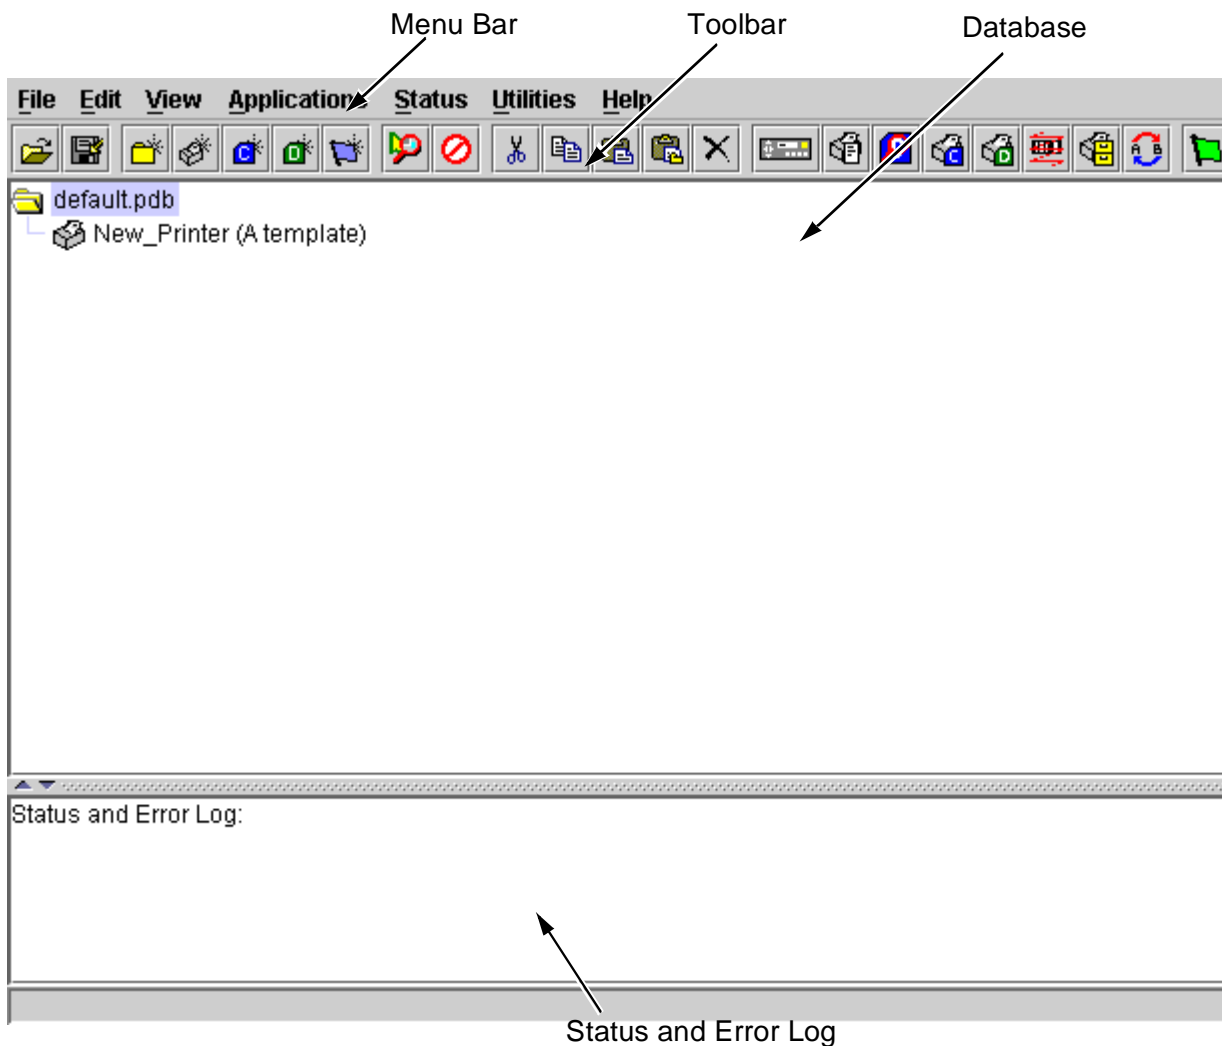 Menu Bar Toolbar Database
File Edit View Applications Status Utilities Help
default.pdb
New_Printer (A template)
Status and Error Log:
Status and Error Log